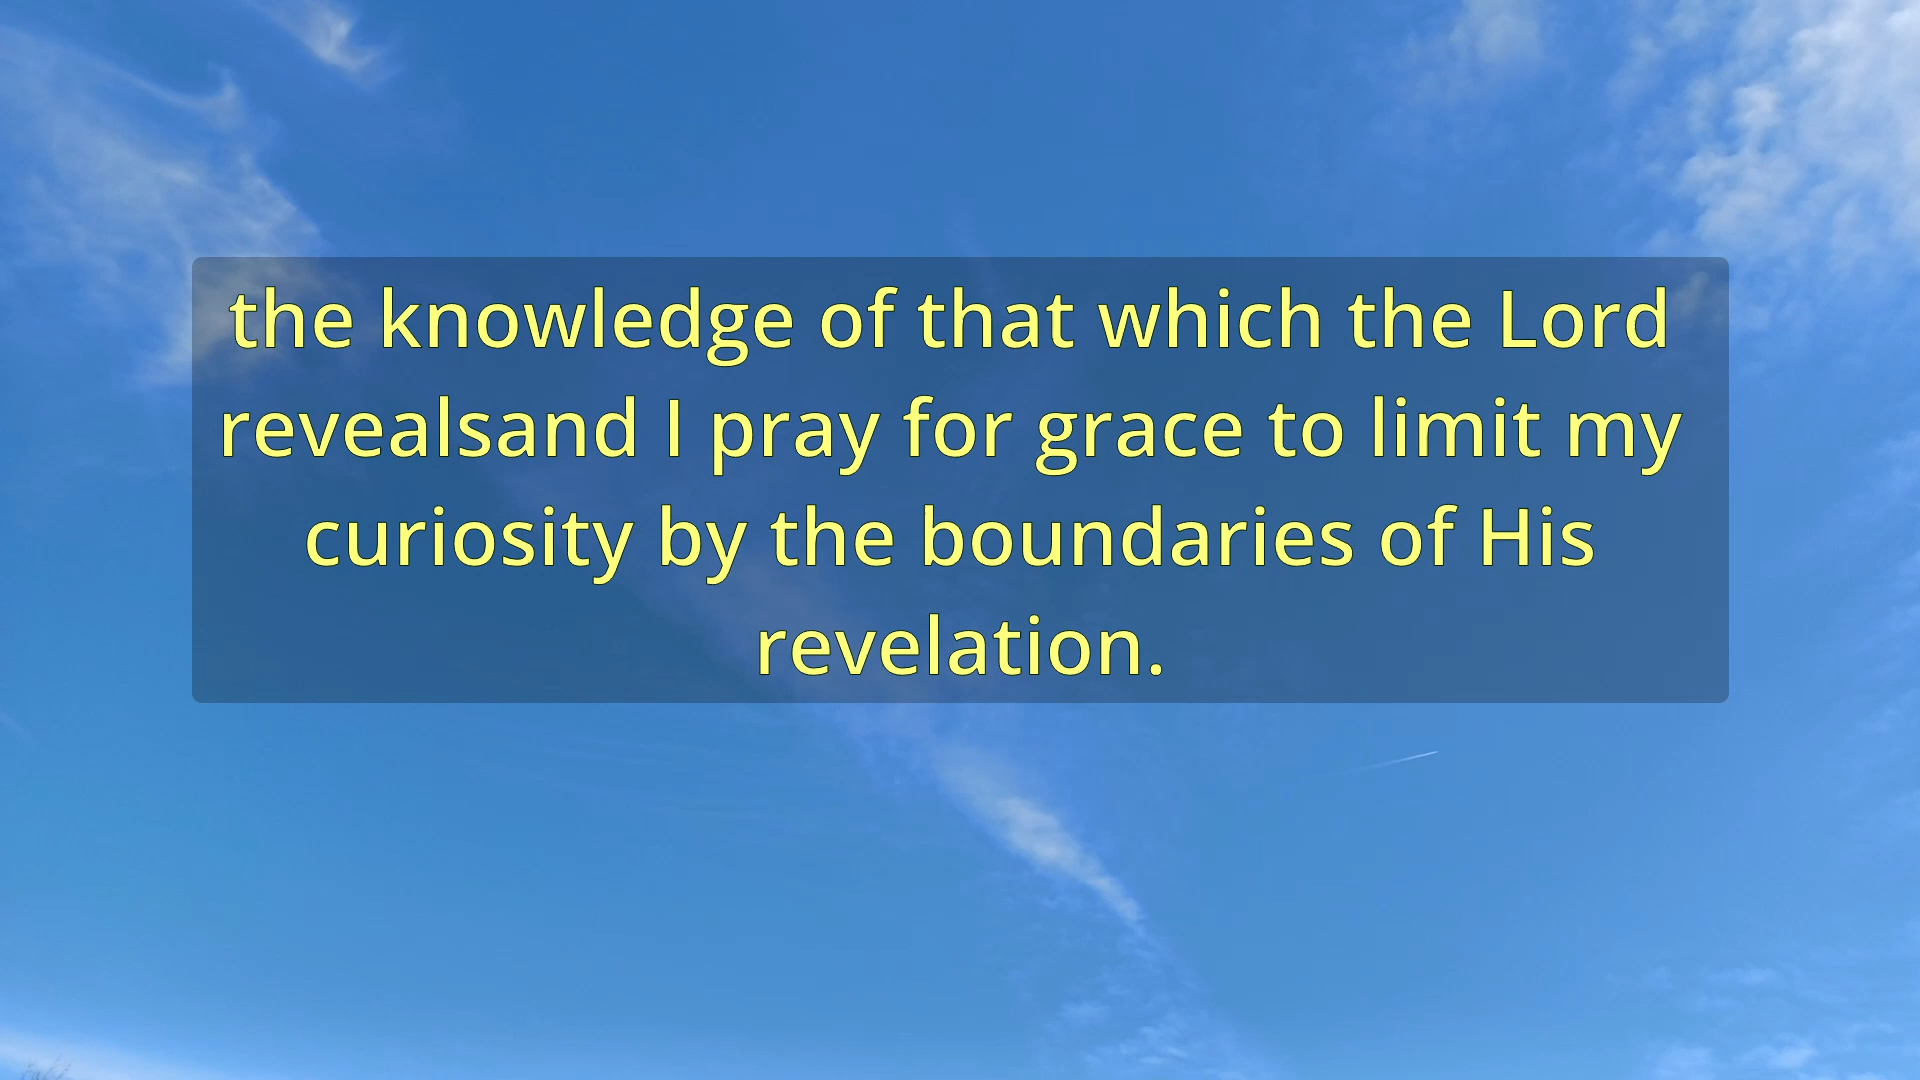 the knowledge of that which the Lord
revealsand I pray for grace to limit my
curiosity by the boundaries of His
revelation.